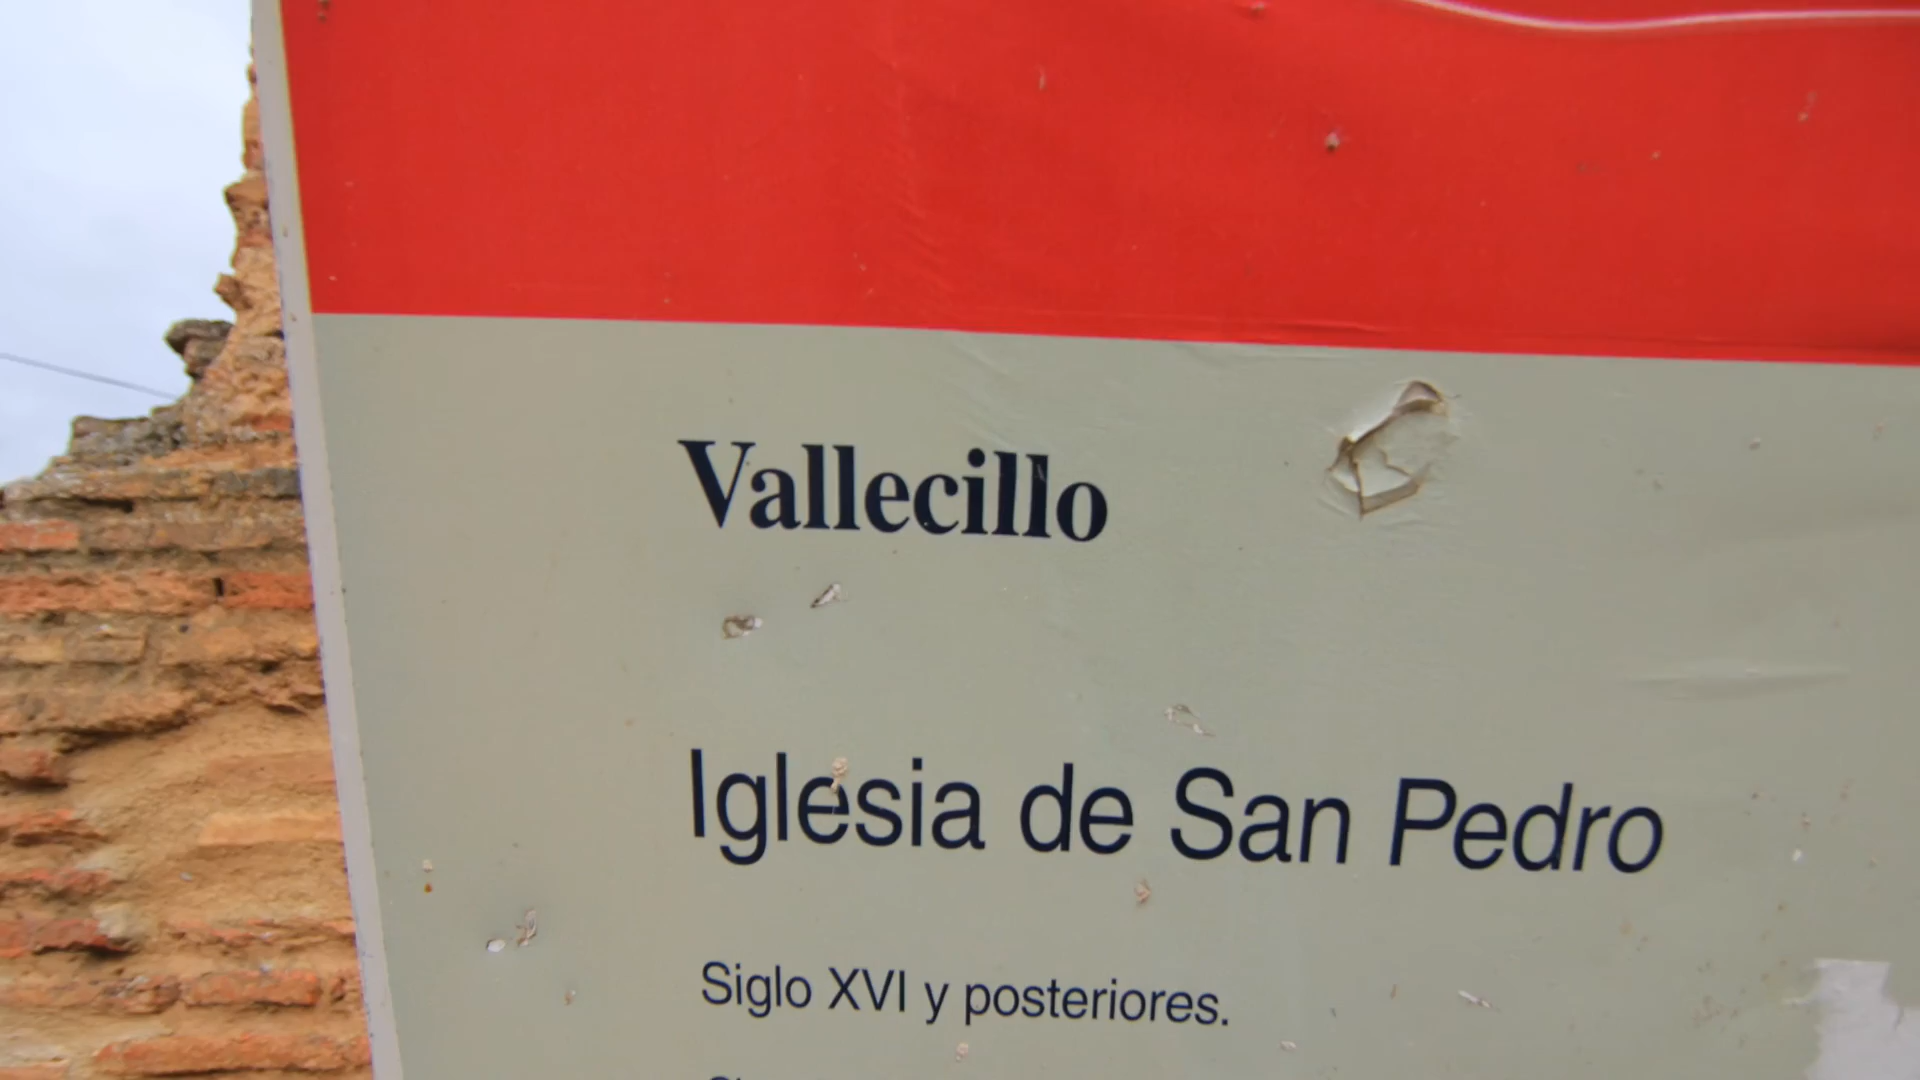 Vallecillo
Iglesia de San Pedro
Siglo XVI y posteriores.